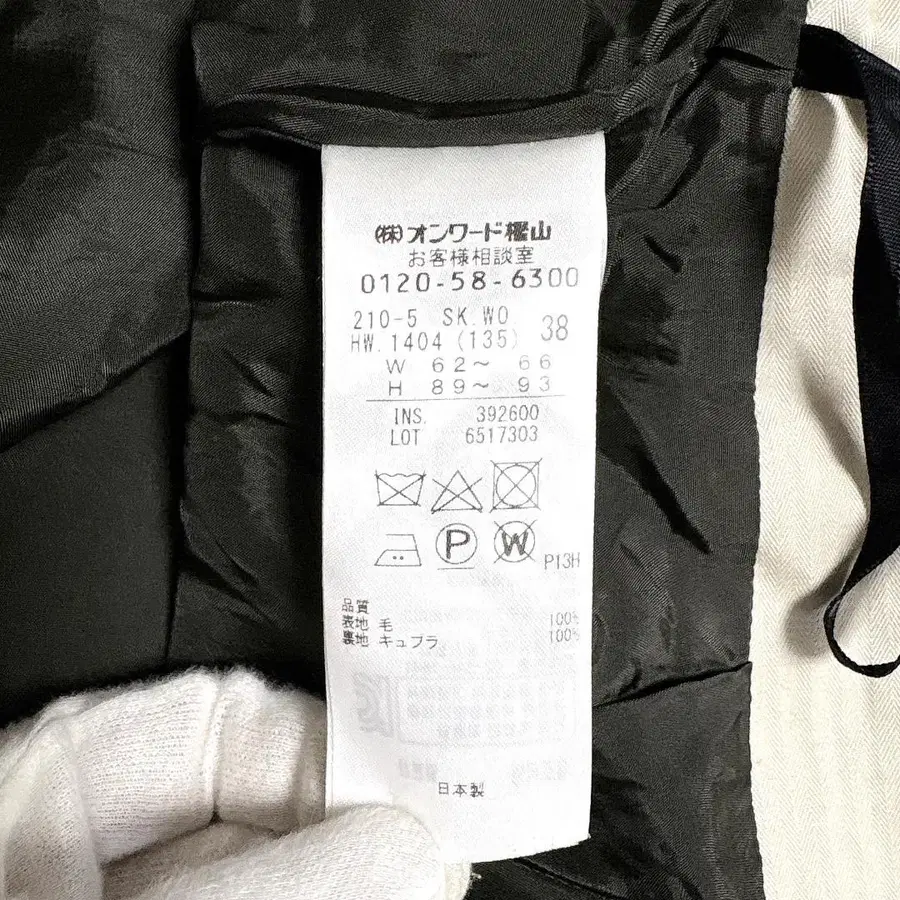 (株)オンワード樫山
お客様相談室
0120-58-6300
210-5 SK.WO
HW.1404 (135) 38
W 62～ 66
H 89～ 93
INS. 392600
LOT 6517303
P
W
P13H
品質
表地 毛 100%
裏地 キュプラ 100%
日本製